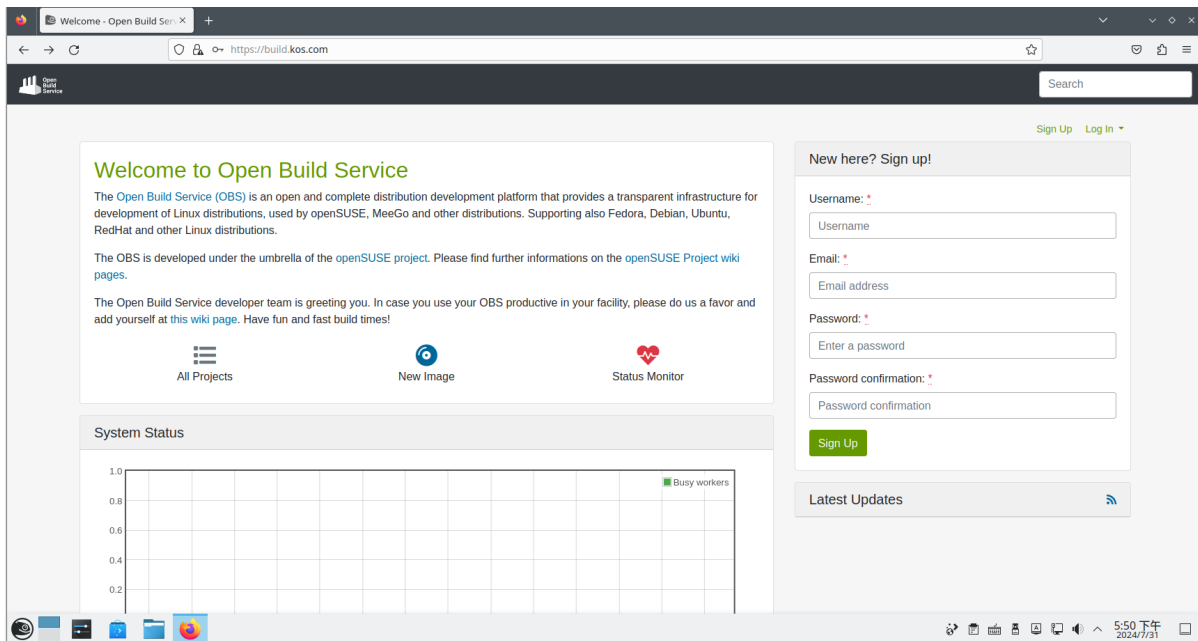 Welcome - Open Build Serv
https://build.kos.com
Open
Build
Service
Search
Sign Up Log In
Welcome to Open Build Service
The Open Build Service (OBS) is an open and complete distribution development platform that provides a transparent infrastructure for
development of Linux distributions, used by openSUSE, MeeGo and other distributions. Supporting also Fedora, Debian, Ubuntu,
RedHat and other Linux distributions.
The OBS is developed under the umbrella of the openSUSE project. Please find further informations on the openSUSE Project wiki
pages.
The Open Build Service developer team is greeting you. In case you use your OBS productive in your facility, please do us a favor and
add yourself at this wiki page. Have fun and fast build times!
All Projects New Image Status Monitor
System Status
1.0
Busy workers
0.8
0.6
0.4
0.2
New here? Sign up!
Username: *
Username
Email: *
Email address
Password: *
Enter a password
Password confirmation: *
Password confirmation
Sign Up
Latest Updates
5:50 下午
2024/7/31